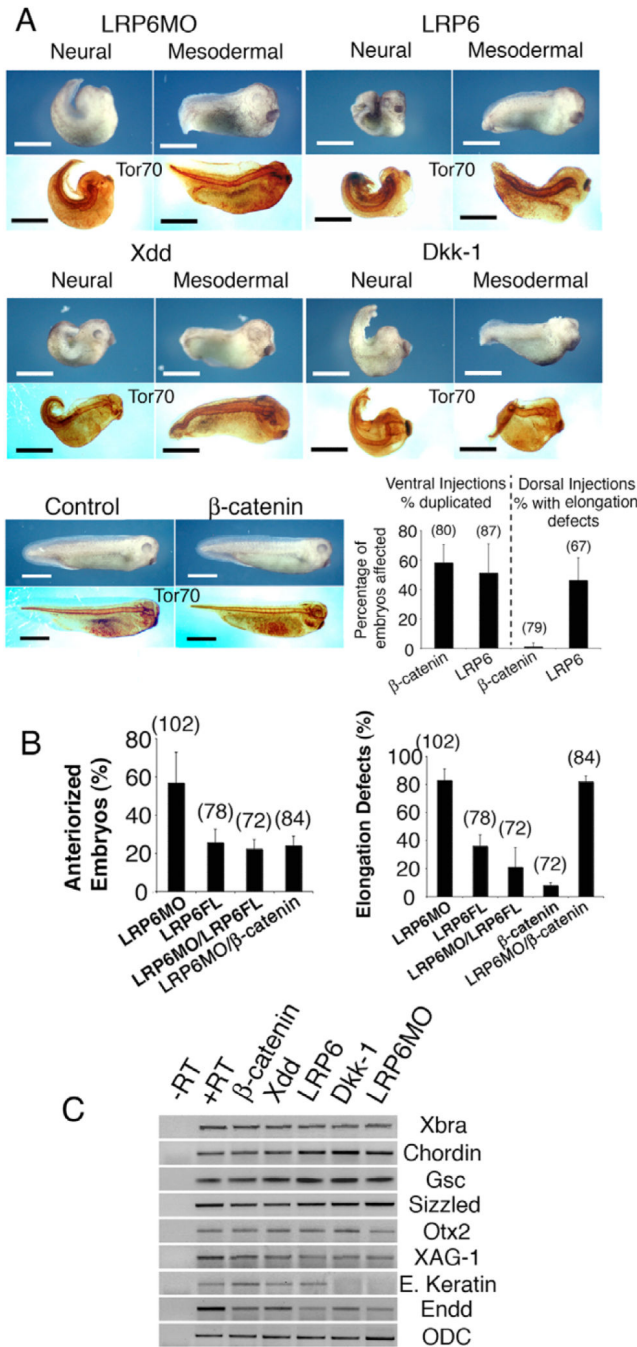 A
LRP6MO LRP6
Neural Mesodermal Neural Mesodermal
Tor70 Tor70
Xdd Dkk-1
Neural Mesodermal Neural Mesodermal
Tor70 Tor70
Control β-catenin
Tor70
Ventral Injections % duplicated
Dorsal Injections % with elongation defects
Percentage of embryos affected
80
60
40
20
0
(80) (87) (79) (67)
β-catenin LRP6 β-catenin LRP6
B
Anteriorized Embryos (%)
80
60
40
20
0
(102) (78) (72) (84)
LRP6MO
LRP6FL
LRP6MO/LRP6FL
LRP6MO/β-catenin
Elongation Defects (%)
100
80
60
40
20
0
(102) (78) (72) (72) (84)
LRP6MO
LRP6FL
LRP6MO/LRP6FL
β-catenin
LRP6MO/β-catenin
C
-RT +RT β-catenin Xdd LRP6 Dkk-1 LRP6MO
Xbra
Chordin
Gsc
Sizzled
Otx2
XAG-1
E. Keratin
Endd
ODC